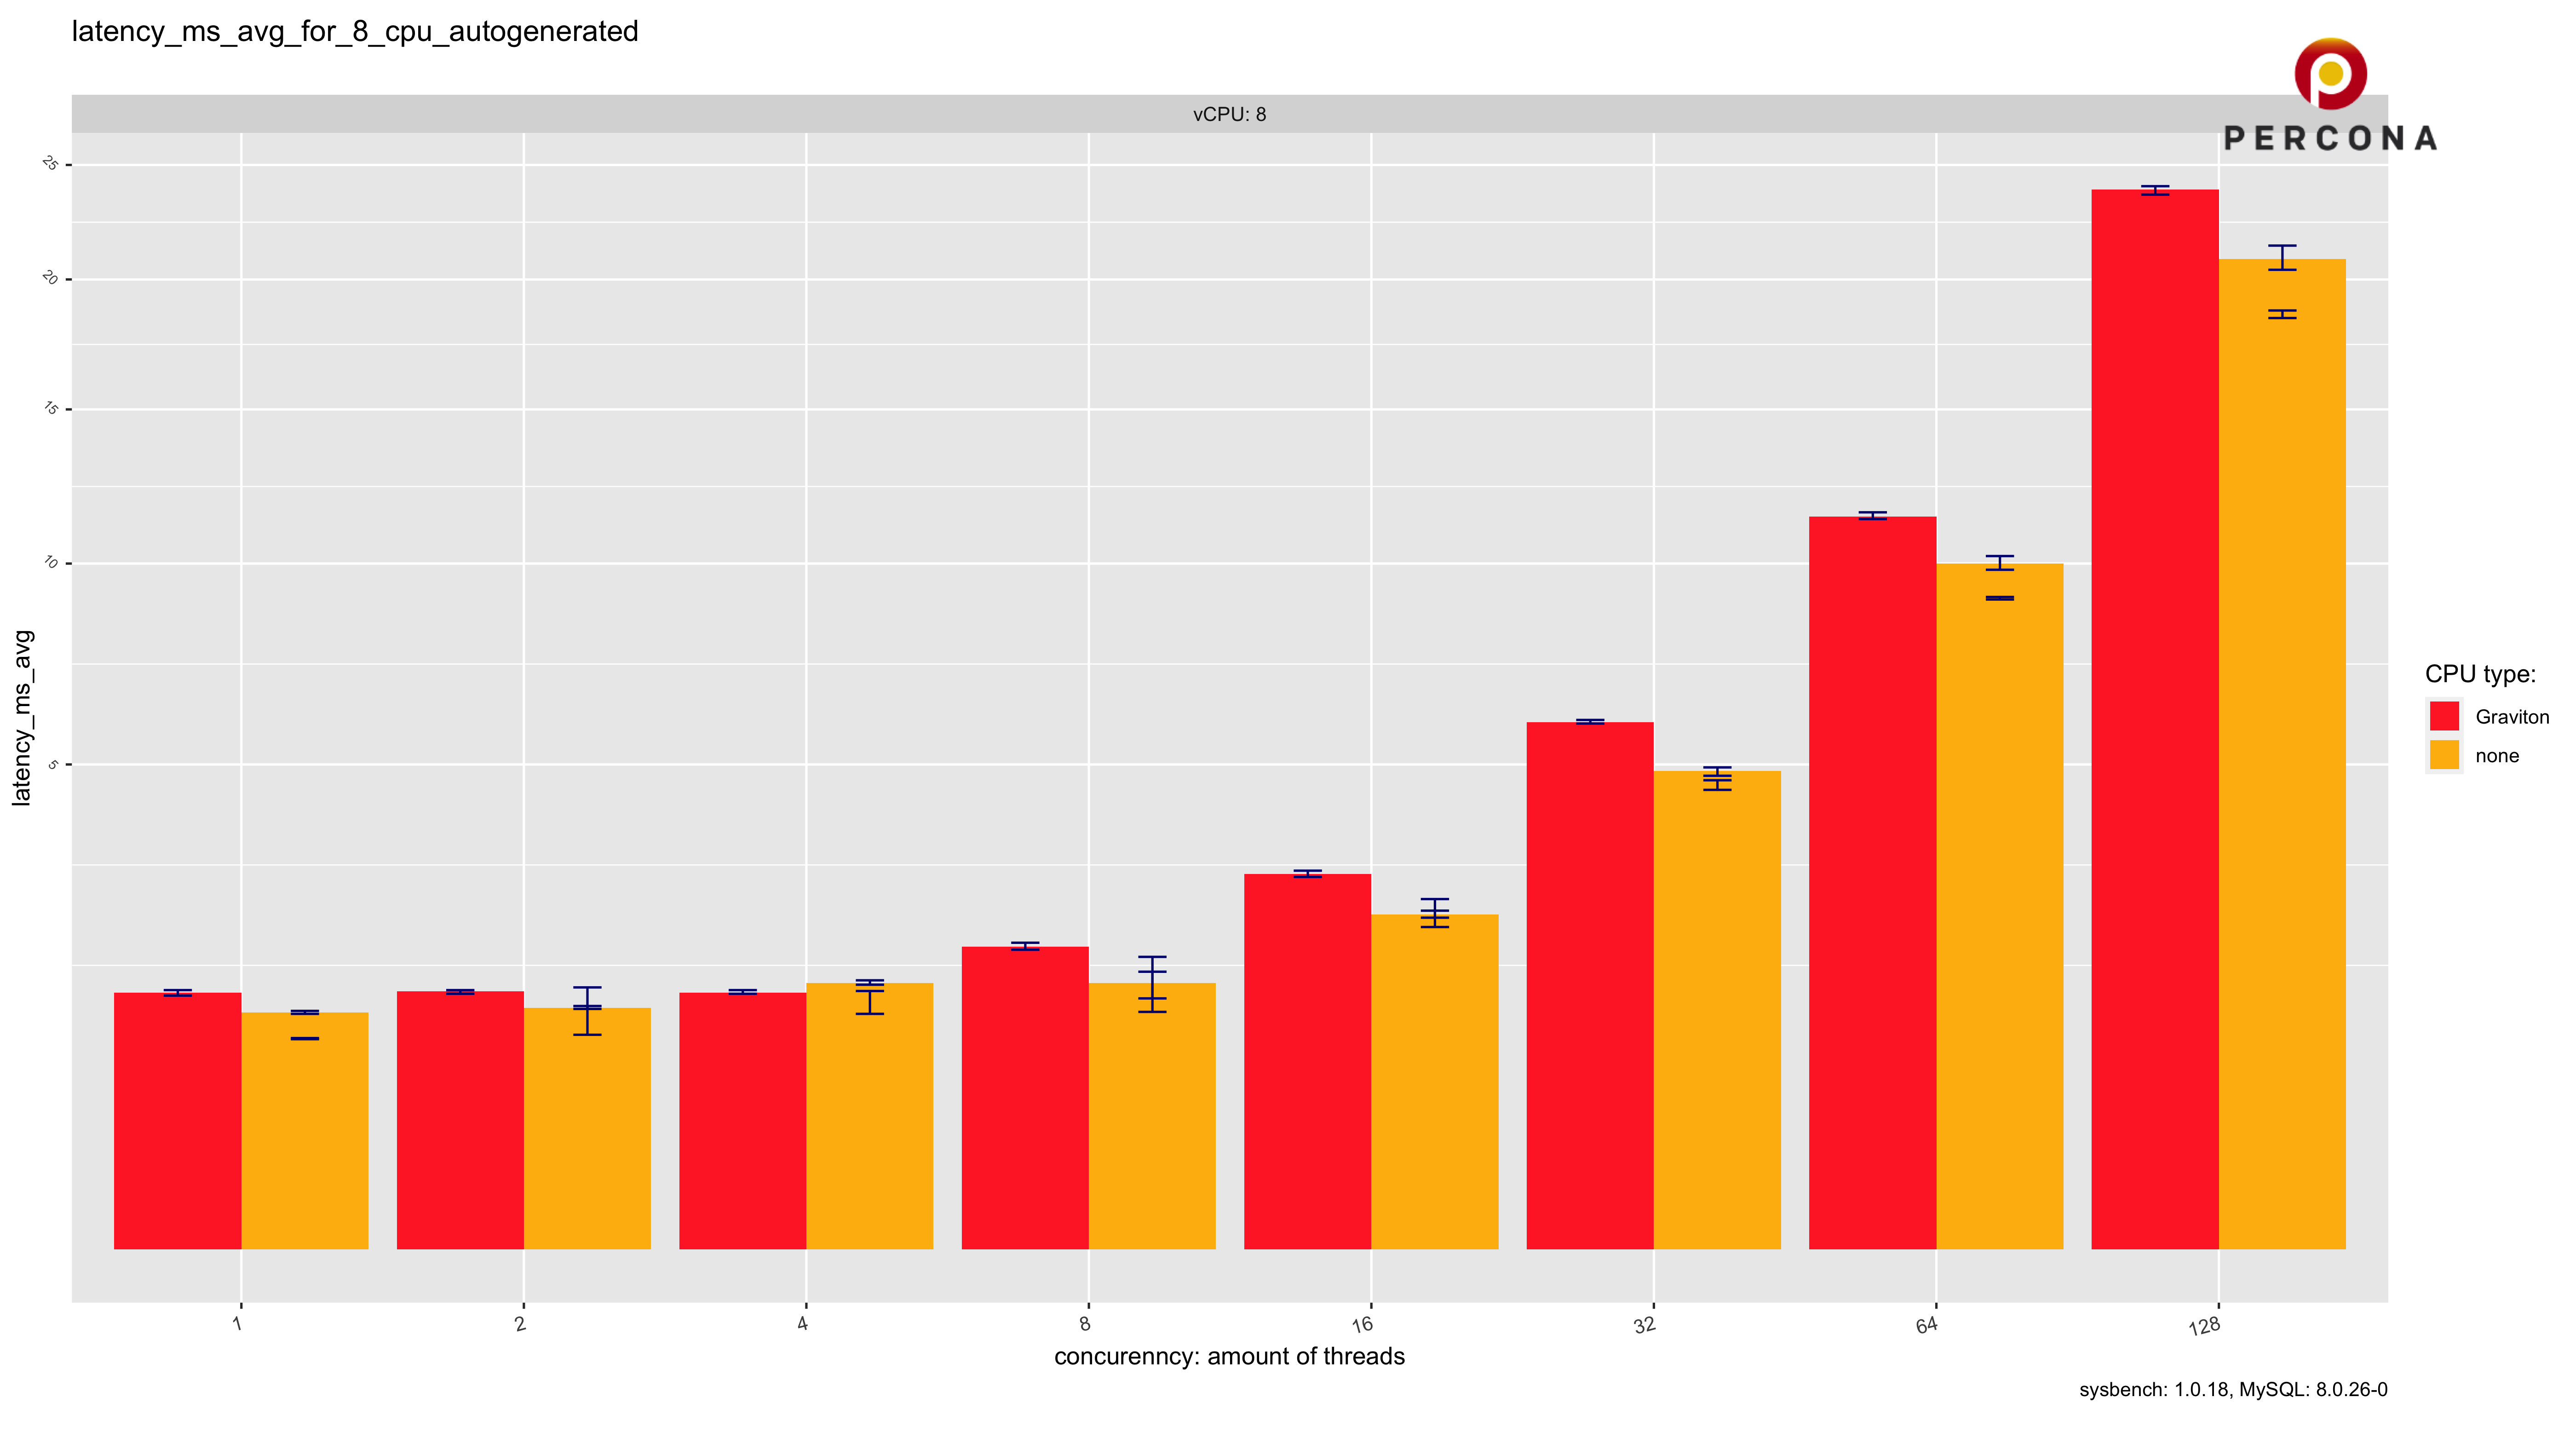 latency_ms_avg_for_8_cpu_autogenerated
PERCONA
vCPU: 8
25
20
15
10
5
latency_ms_avg
CPU type:
Graviton
none
1
2
4
8
16
32
64
128
concurenncy: amount of threads
sysbench: 1.0.18, MySQL: 8.0.26-0